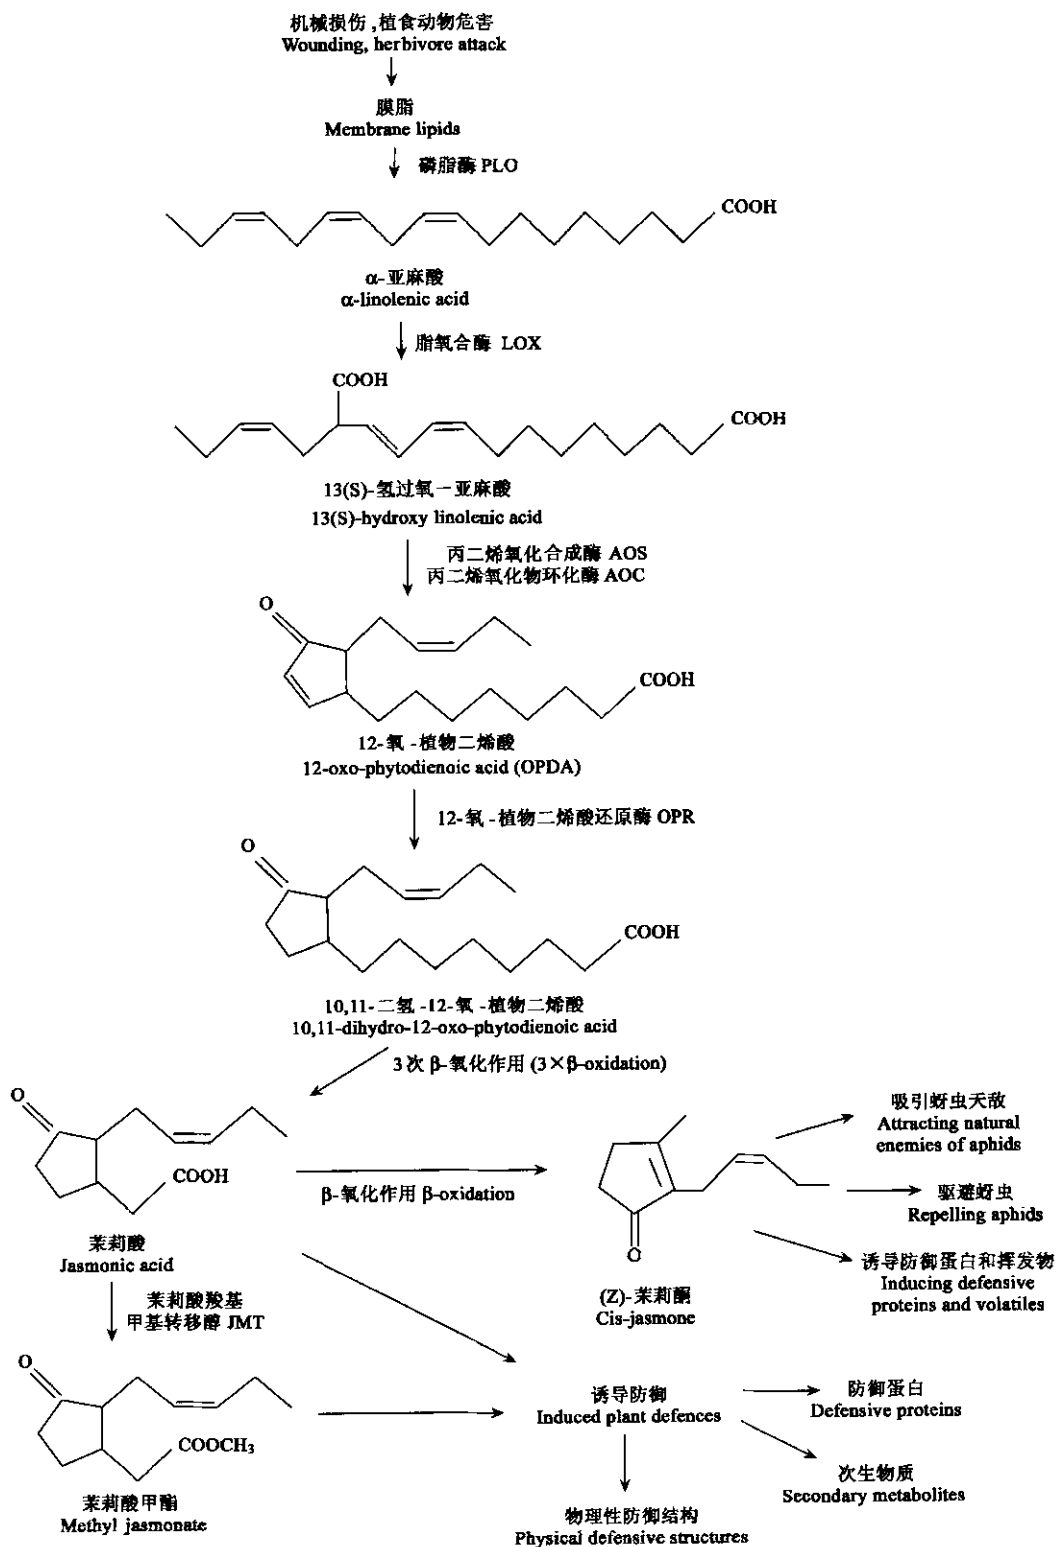 机械损伤,植食动物危害
Wounding, herbivore attack
膜脂
Membrane lipids
磷脂酶 PLO
COOH
α-亚麻酸
α-linolenic acid
脂氧合酶 LOX
COOH
COOH
13(S)-氢过氧-亚麻酸
13(S)-hydroxy linolenic acid
丙二烯氧化合成酶 AOS
丙二烯氧化物环化酶 AOC
O
COOH
12-氧-植物二烯酸
12-oxo-phytodienoic acid (OPDA)
12-氧-植物二烯酸还原酶 OPR
O
COOH
10,11-二氢-12-氧-植物二烯酸
10,11-dihydro-12-oxo-phytodienoic acid
3次 β-氧化作用 (3×β-oxidation)
O
COOH
β-氧化作用 β-oxidation
茉莉酸
Jasmonic acid
O
(Z)-茉莉酮
Cis-jasmone
吸引蚜虫天敌
Attracting natural
enemies of aphids
驱避蚜虫
Repelling aphids
诱导防御蛋白和挥发物
Inducing defensive
proteins and volatiles
茉莉酸羧基
甲基转移醇 JMT
O
COOCH₃
茉莉酸甲酯
Methyl jasmonate
诱导防御
Induced plant defences
防御蛋白
Defensive proteins
次生物质
Secondary metabolites
物理性防御结构
Physical defensive structures